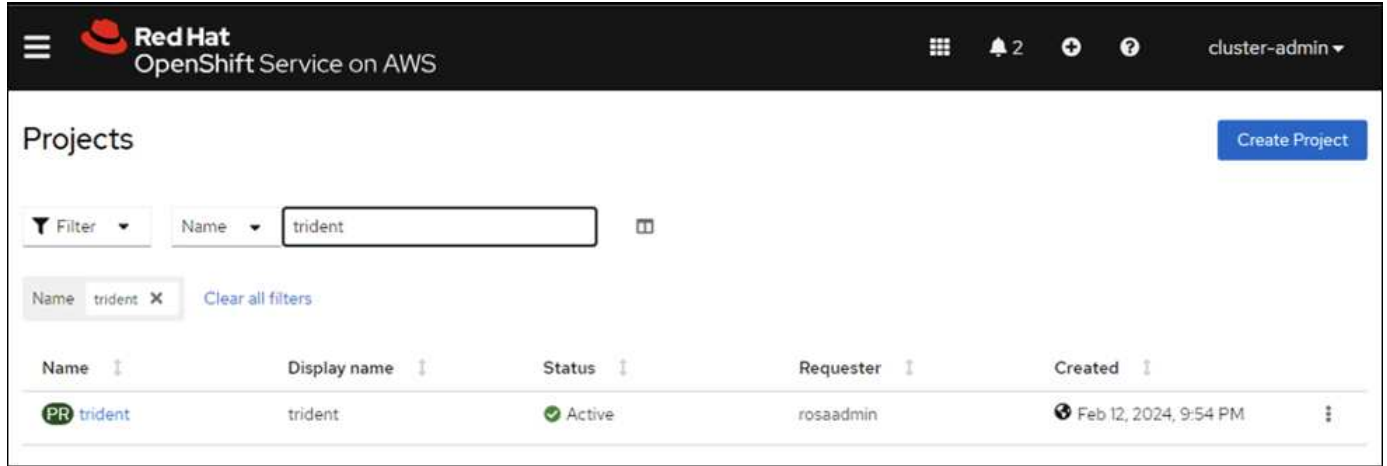 Red Hat
OpenShift Service on AWS
2
cluster-admin
Projects
Create Project
Filter
Name
trident
Name trident
Clear all filters
Name Display name Status Requester Created
PR trident trident Active rosaadmin Feb 12, 2024, 9:54 PM